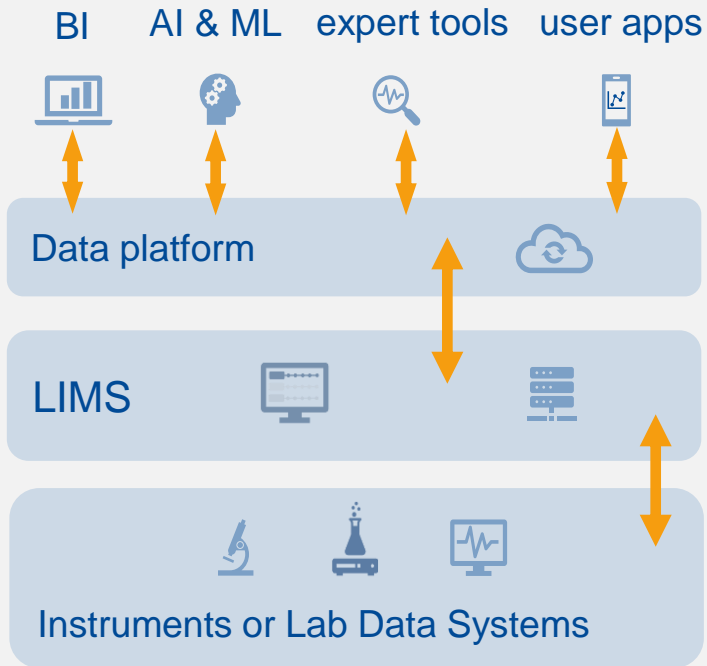 BI
AI & ML
expert tools
user apps
Data platform
LIMS
Instruments or Lab Data Systems